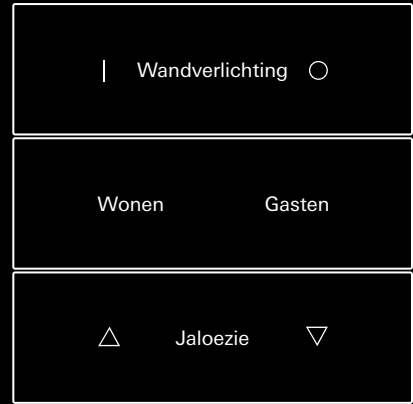 | Wandverlichting ○
Wonen Gasten
△ Jaloezie ▽